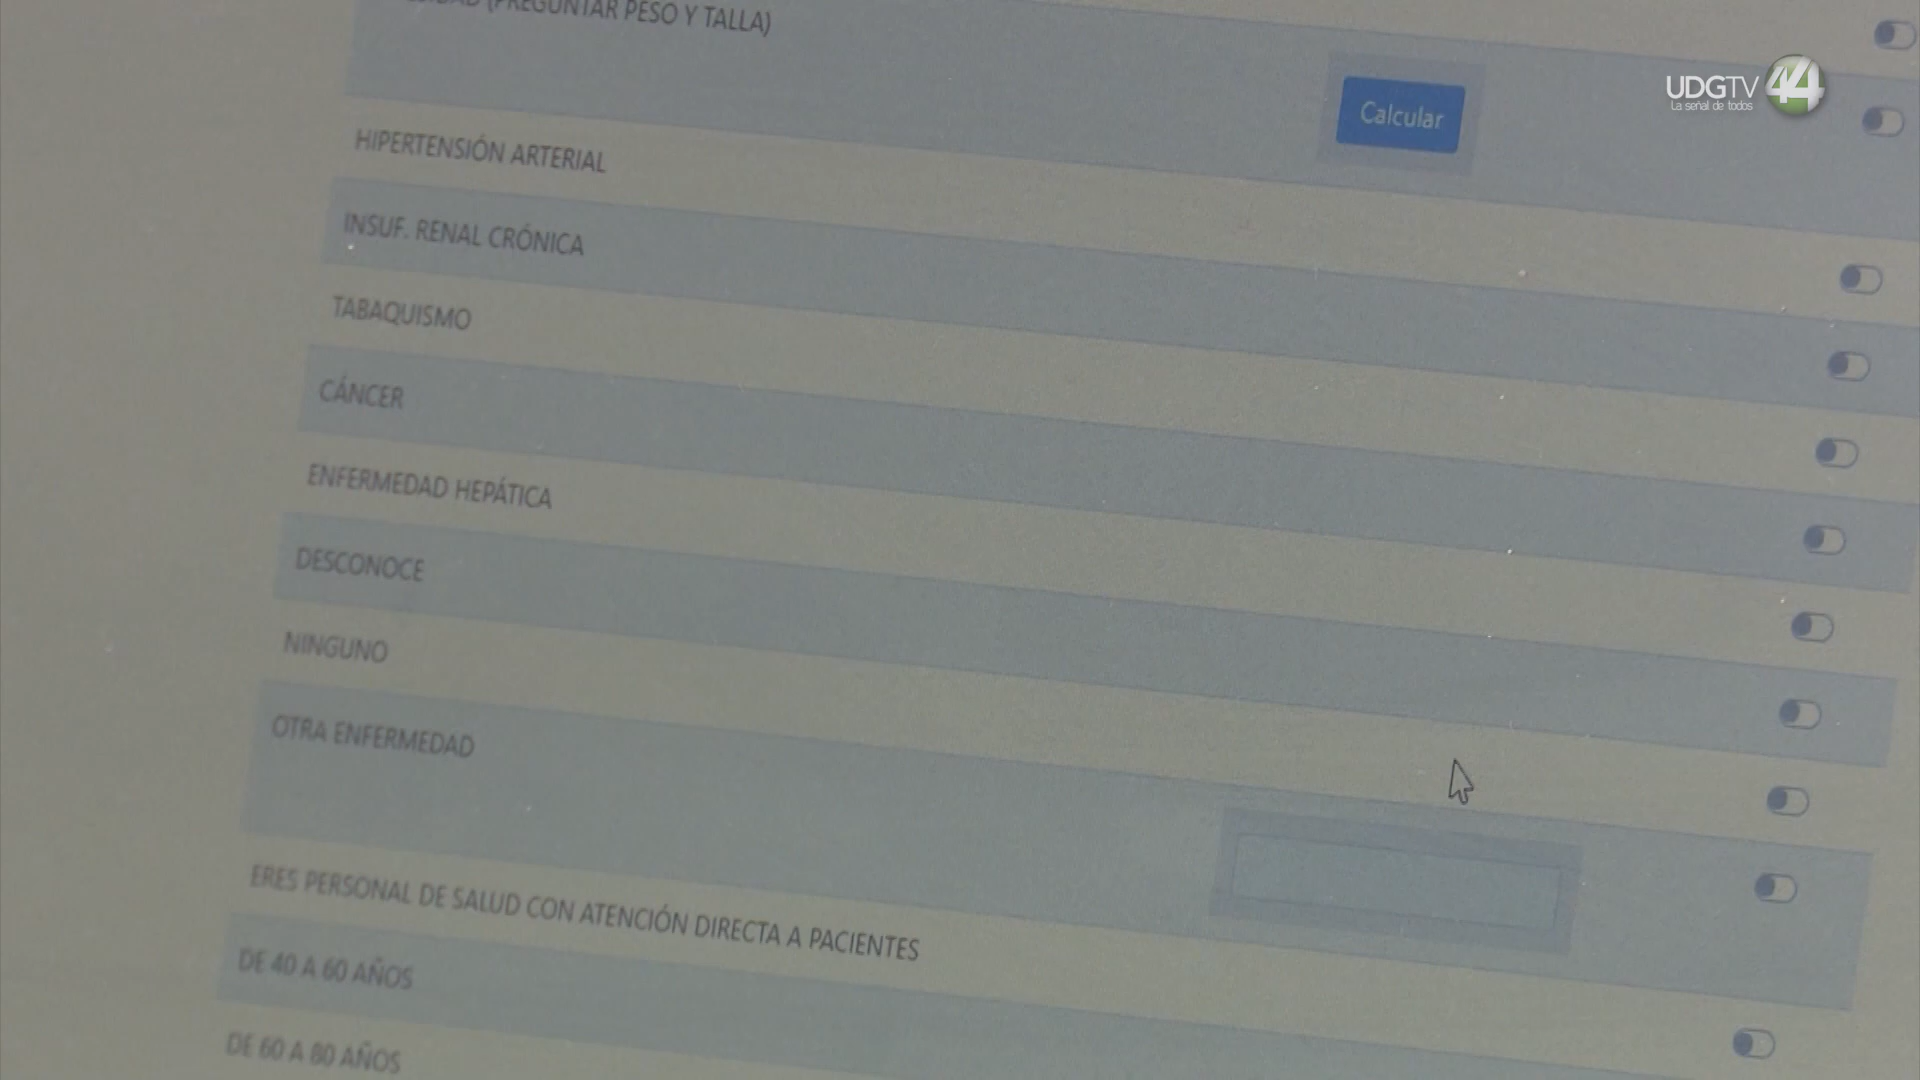 (PREGUNTAR PESO Y TALLA)
Calcular
UDGTV 44
La señal de todos
HIPERTENSIÓN ARTERIAL
INSUF. RENAL CRÓNICA
TABAQUISMO
CÁNCER
ENFERMEDAD HEPÁTICA
DESCONOCE
NINGUNO
OTRA ENFERMEDAD
ERES PERSONAL DE SALUD CON ATENCIÓN DIRECTA A PACIENTES
DE 40 A 60 AÑOS
DE 60 A 80 AÑOS